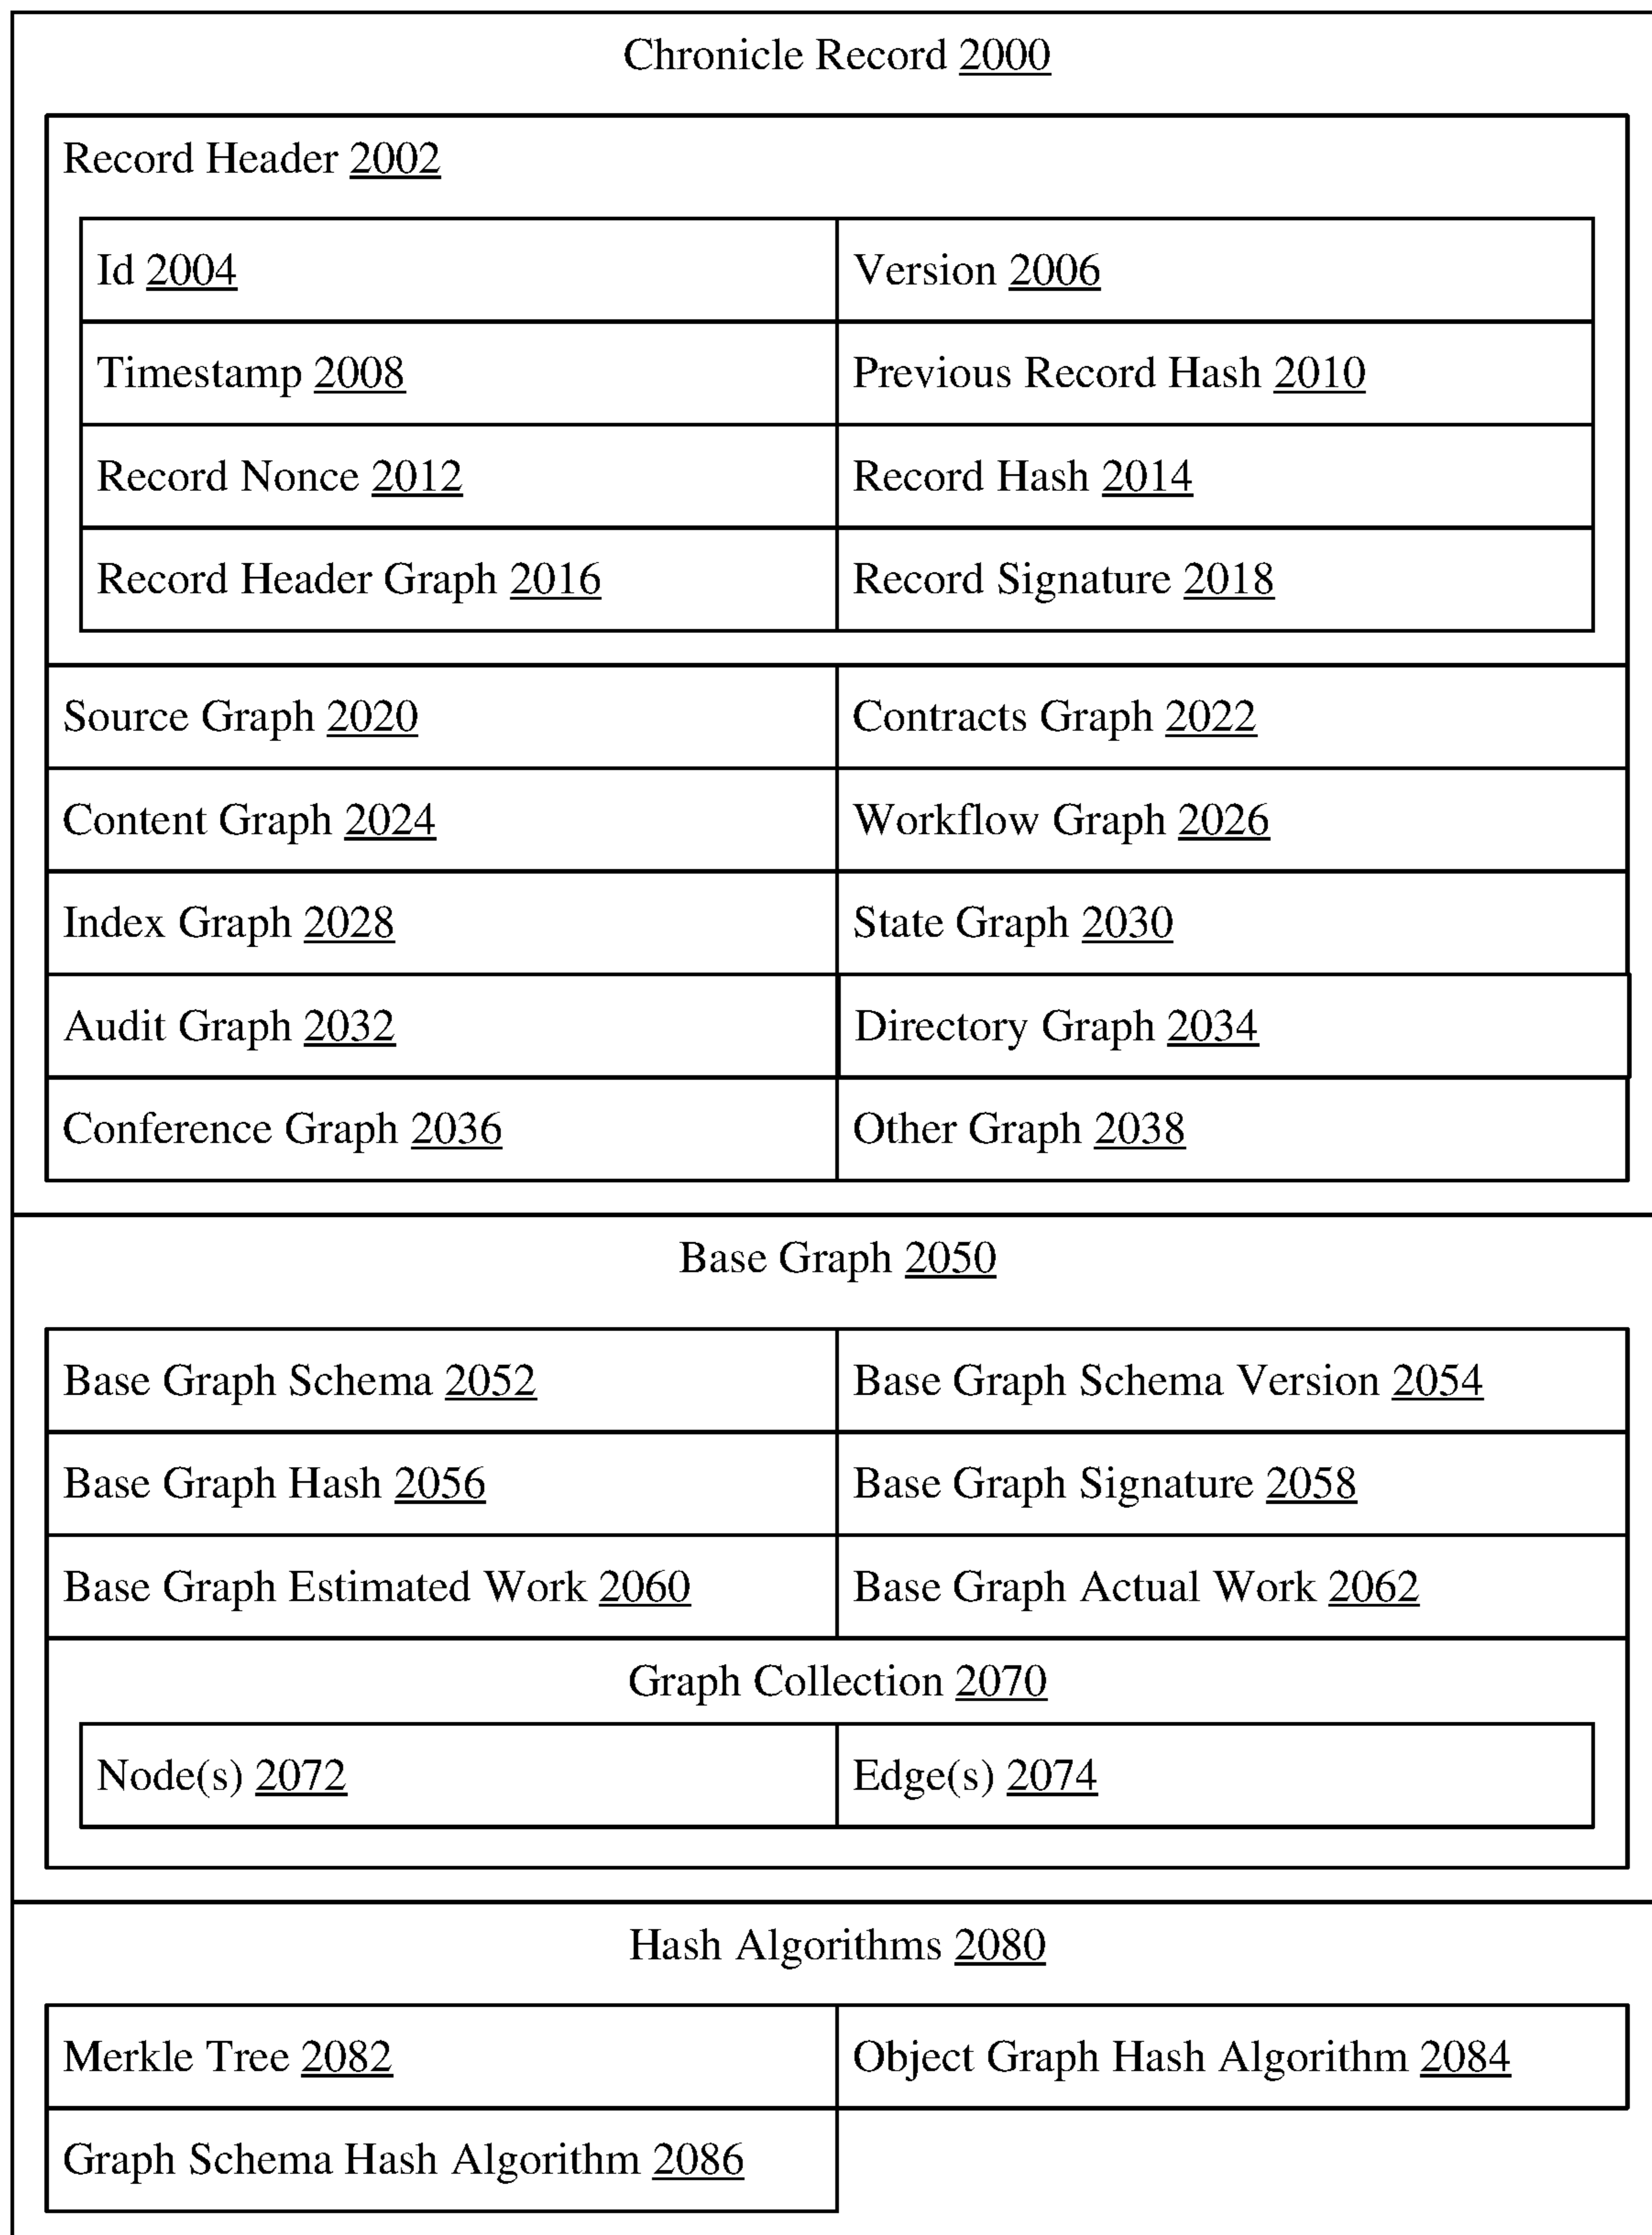 Chronicle Record 2000
Record Header 2002
Id 2004
Version 2006
Timestamp 2008
Previous Record Hash 2010
Record Nonce 2012
Record Hash 2014
Record Header Graph 2016
Record Signature 2018
Source Graph 2020
Contracts Graph 2022
Content Graph 2024
Workflow Graph 2026
Index Graph 2028
State Graph 2030
Audit Graph 2032
Directory Graph 2034
Conference Graph 2036
Other Graph 2038
Base Graph 2050
Base Graph Schema 2052
Base Graph Schema Version 2054
Base Graph Hash 2056
Base Graph Signature 2058
Base Graph Estimated Work 2060
Base Graph Actual Work 2062
Graph Collection 2070
Node(s) 2072
Edge(s) 2074
Hash Algorithms 2080
Merkle Tree 2082
Object Graph Hash Algorithm 2084
Graph Schema Hash Algorithm 2086